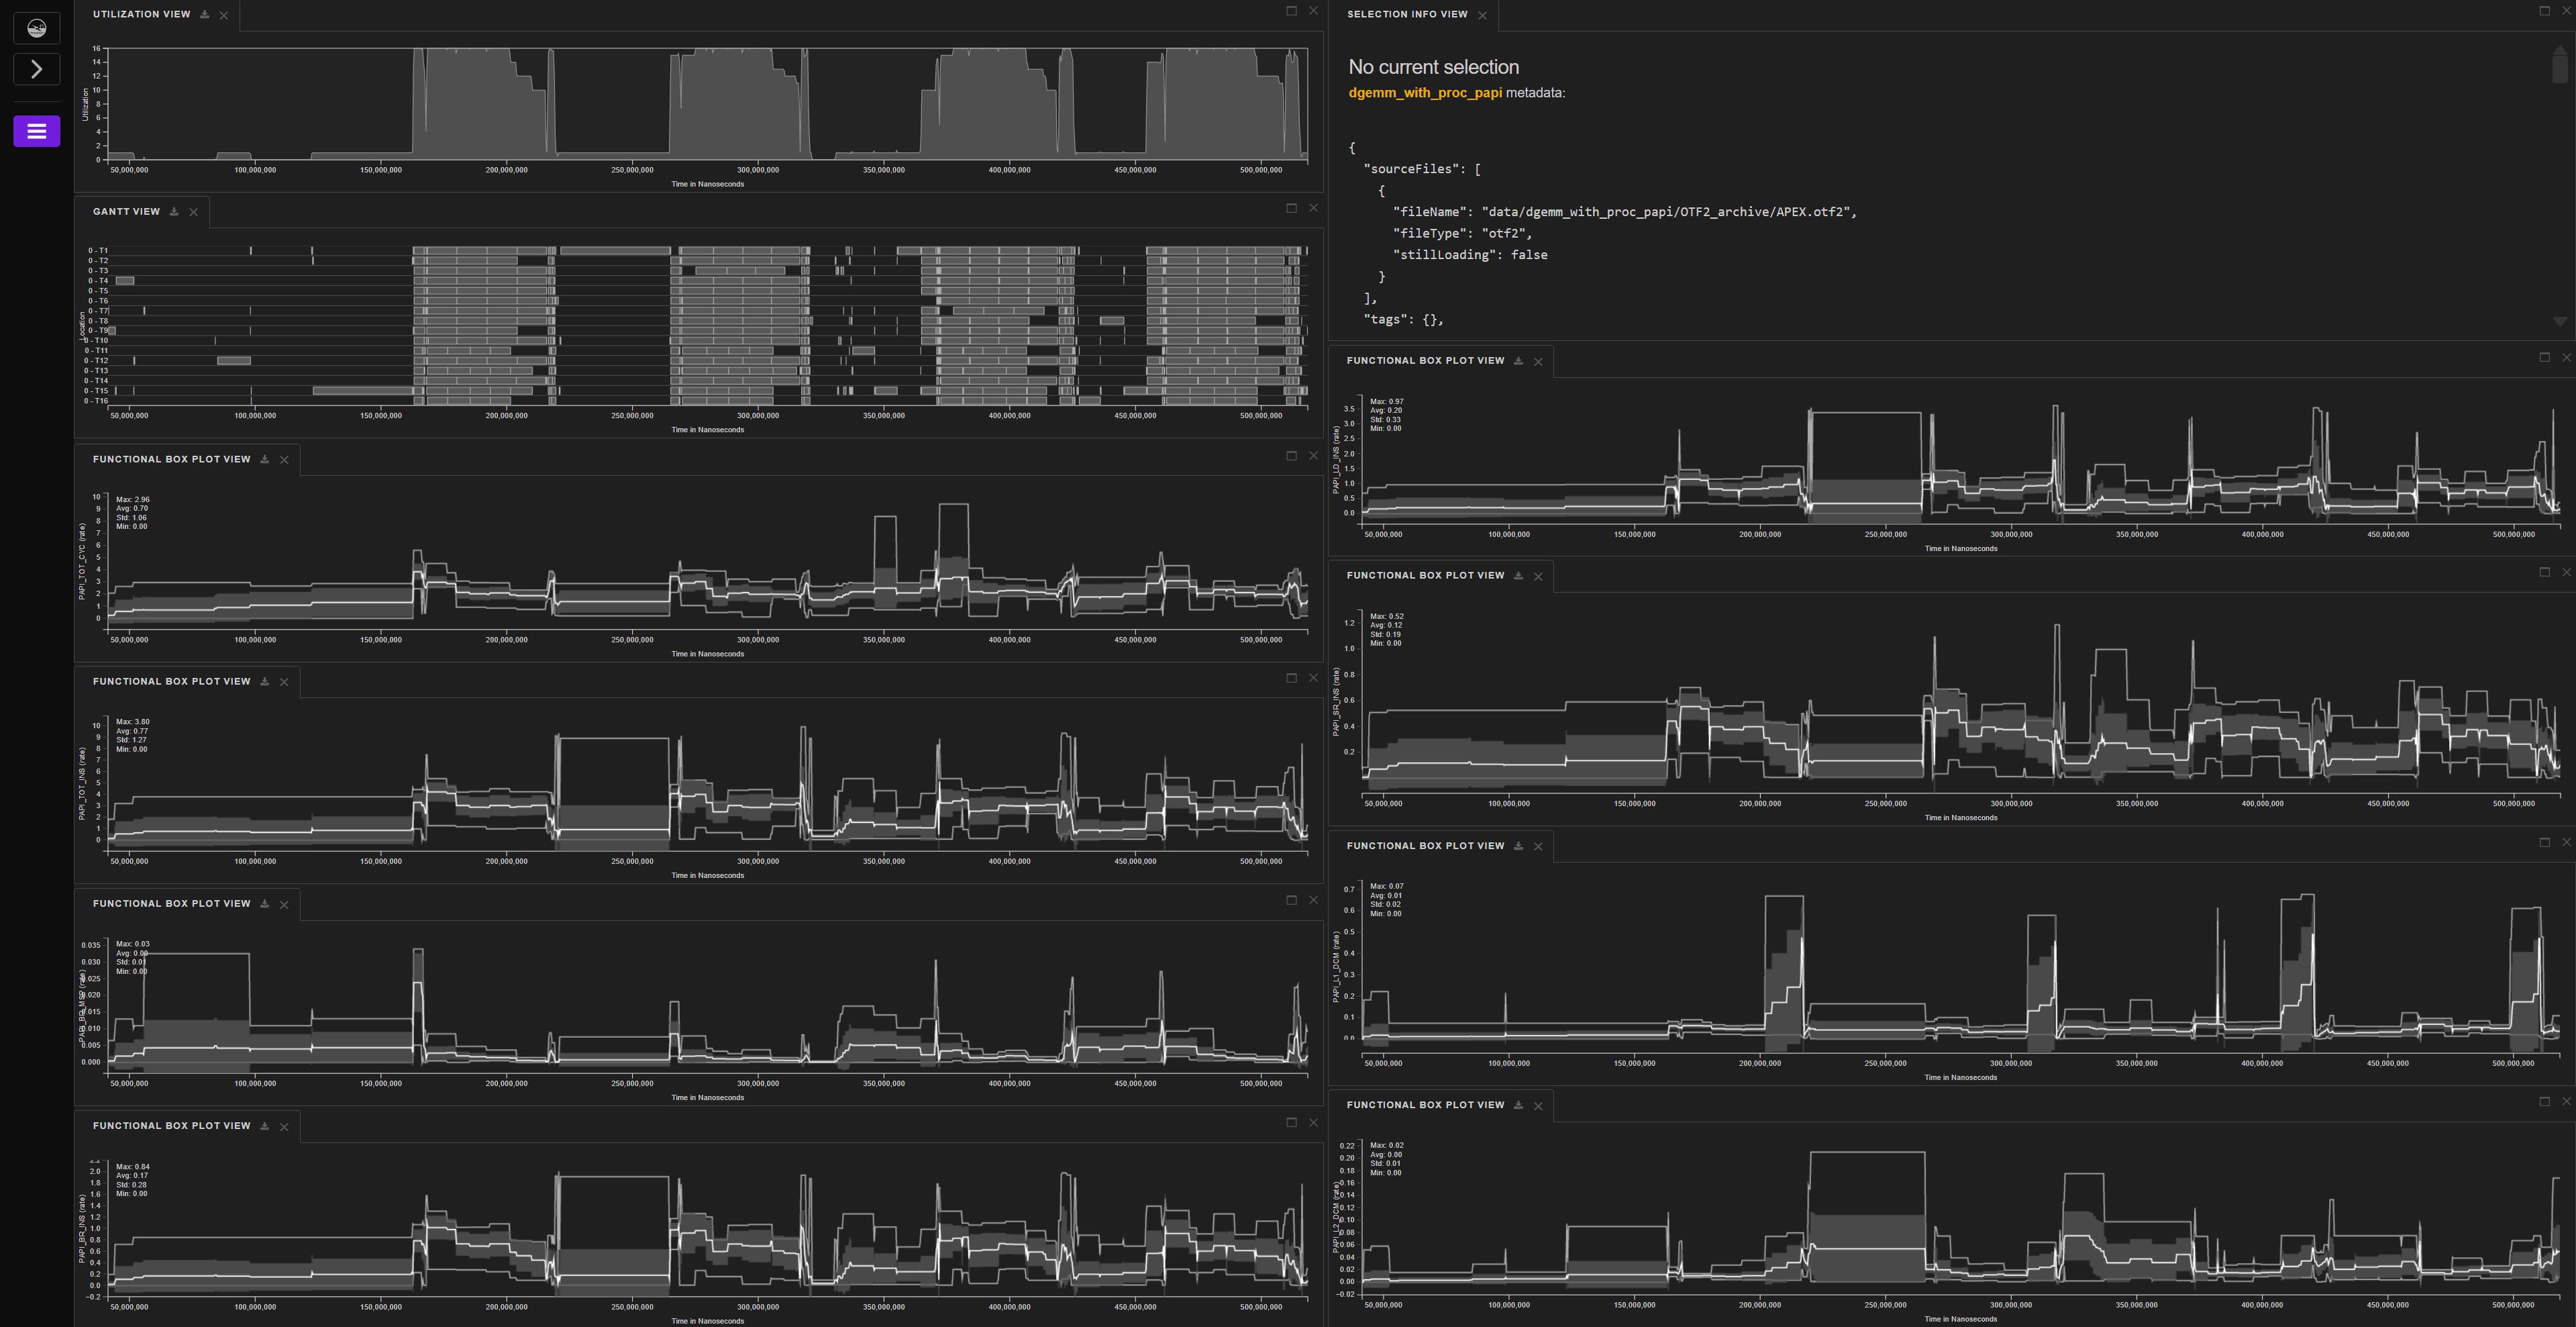 UTILIZATION VIEW
16
14
12
10
8
6
4
2
0
Utilization
50,000,000 100,000,000 150,000,000 200,000,000 250,000,000 300,000,000 350,000,000 400,000,000 450,000,000 500,000,000
Time in Nanoseconds
GANTT VIEW
0 - T1
0 - T2
0 - T3
0 - T4
0 - T5
0 - T6
0 - T7
0 - T8
0 - T9
0 - T10
0 - T11
0 - T12
0 - T13
0 - T14
0 - T15
0 - T16
Location
50,000,000 100,000,000 150,000,000 200,000,000 250,000,000 300,000,000 350,000,000 400,000,000 450,000,000 500,000,000
Time in Nanoseconds
FUNCTIONAL BOX PLOT VIEW
Max: 2.96
Avg: 0.70
Std: 1.06
Min: 0.00
10
9
8
7
6
5
4
3
2
1
0
PAPI_TOT_CYC (rate)
50,000,000 100,000,000 150,000,000 200,000,000 250,000,000 300,000,000 350,000,000 400,000,000 450,000,000 500,000,000
Time in Nanoseconds
FUNCTIONAL BOX PLOT VIEW
Max: 3.80
Avg: 0.77
Std: 1.27
Min: 0.00
10
9
8
7
6
5
4
3
2
1
0
PAPI_TOT_INS (rate)
50,000,000 100,000,000 150,000,000 200,000,000 250,000,000 300,000,000 350,000,000 400,000,000 450,000,000 500,000,000
Time in Nanoseconds
FUNCTIONAL BOX PLOT VIEW
Max: 0.03
Avg: 0.00
Std: 0.01
Min: 0.00
0.035
0.030
0.025
0.020
0.015
0.010
0.005
0.000
PAPI_BR_MSP (rate)
50,000,000 100,000,000 150,000,000 200,000,000 250,000,000 300,000,000 350,000,000 400,000,000 450,000,000 500,000,000
Time in Nanoseconds
FUNCTIONAL BOX PLOT VIEW
Max: 0.84
Avg: 0.17
Std: 0.28
Min: 0.00
2.2
2.0
1.8
1.6
1.4
1.2
1.0
0.8
0.6
0.4
0.2
0.0
−0.2
PAPI_BR_INS (rate)
50,000,000 100,000,000 150,000,000 200,000,000 250,000,000 300,000,000 350,000,000 400,000,000 450,000,000 500,000,000
Time in Nanoseconds
SELECTION INFO VIEW
No current selection
dgemm_with_proc_papi metadata:
{
"sourceFiles": [
{
"fileName": "data/dgemm_with_proc_papi/OTF2_archive/APEX.otf2",
"fileType": "otf2",
"stillLoading": false
}
],
"tags": {},
FUNCTIONAL BOX PLOT VIEW
Max: 0.97
Avg: 0.20
Std: 0.33
Min: 0.00
3.5
3.0
2.5
2.0
1.5
1.0
0.5
0.0
PAPI_LD_INS (rate)
50,000,000 100,000,000 150,000,000 200,000,000 250,000,000 300,000,000 350,000,000 400,000,000 450,000,000 500,000,000
Time in Nanoseconds
FUNCTIONAL BOX PLOT VIEW
Max: 0.52
Avg: 0.12
Std: 0.19
Min: 0.00
1.2
1.0
0.8
0.6
0.4
0.2
PAPI_SR_INS (rate)
50,000,000 100,000,000 150,000,000 200,000,000 250,000,000 300,000,000 350,000,000 400,000,000 450,000,000 500,000,000
Time in Nanoseconds
FUNCTIONAL BOX PLOT VIEW
Max: 0.07
Avg: 0.01
Std: 0.02
Min: 0.00
0.7
0.6
0.5
0.4
0.3
0.2
0.1
0.0
PAPI_L1_DCM (rate)
50,000,000 100,000,000 150,000,000 200,000,000 250,000,000 300,000,000 350,000,000 400,000,000 450,000,000 500,000,000
Time in Nanoseconds
FUNCTIONAL BOX PLOT VIEW
Max: 0.02
Avg: 0.00
Std: 0.01
Min: 0.00
0.22
0.20
0.18
0.16
0.14
0.12
0.10
0.08
0.06
0.04
0.02
0.00
−0.02
PAPI_L2_DCM (rate)
50,000,000 100,000,000 150,000,000 200,000,000 250,000,000 300,000,000 350,000,000 400,000,000 450,000,000 500,000,000
Time in Nanoseconds